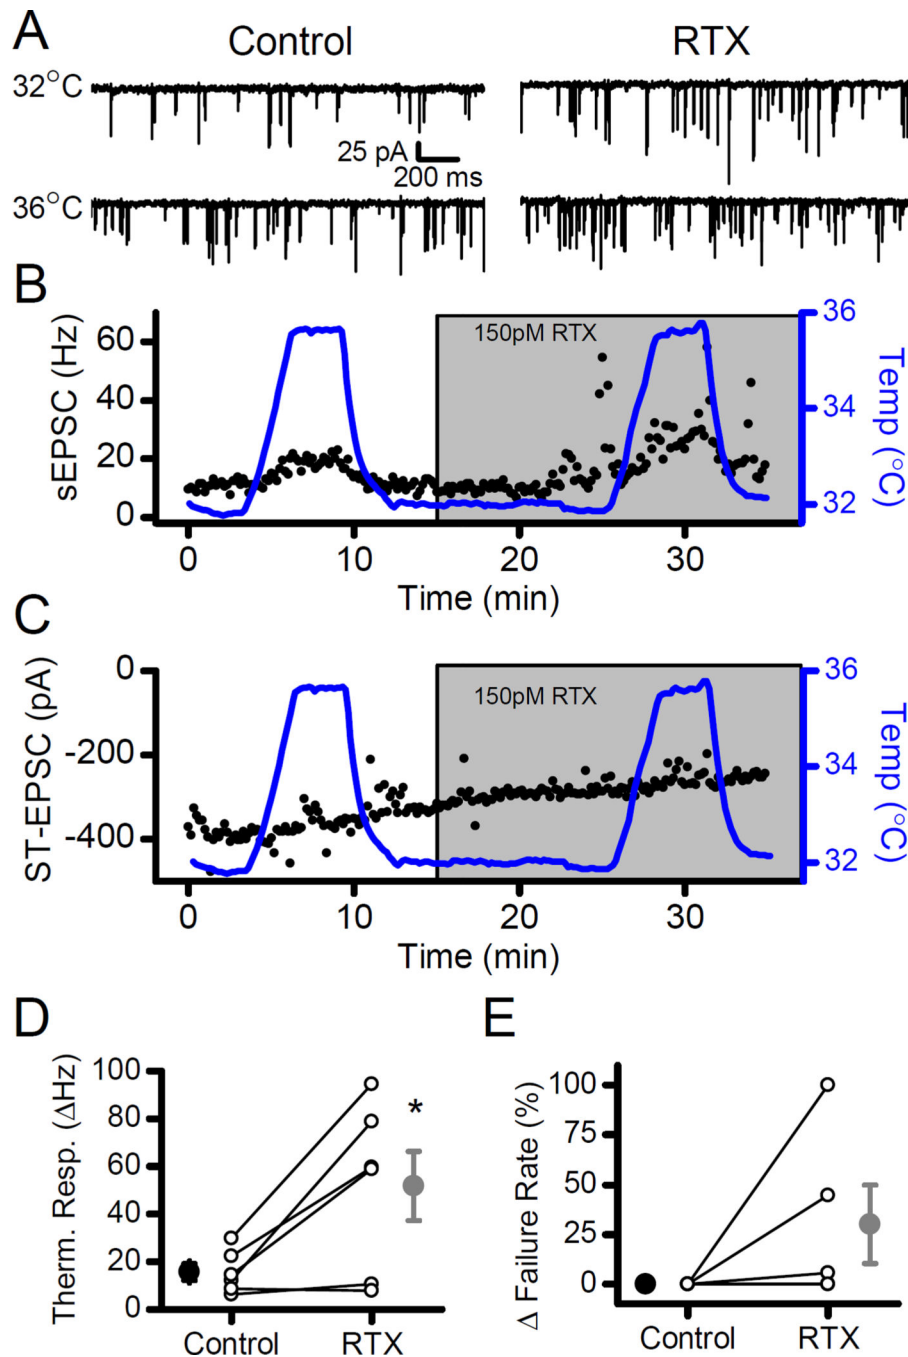 A
Control
RTX
32°C
25 pA
200 ms
36°C
B
sEPSC (Hz)
60
40
20
0
150pM RTX
36
34
32
Temp (°C)
0
10
20
30
Time (min)
C
ST-EPSC (pA)
0
-200
-400
150pM RTX
36
34
32
Temp (°C)
0
10
20
30
Time (min)
D
Therm. Resp. (ΔHz)
100
80
60
40
20
0
*
Control
RTX
E
Δ Failure Rate (%)
100
75
50
25
0
Control
RTX